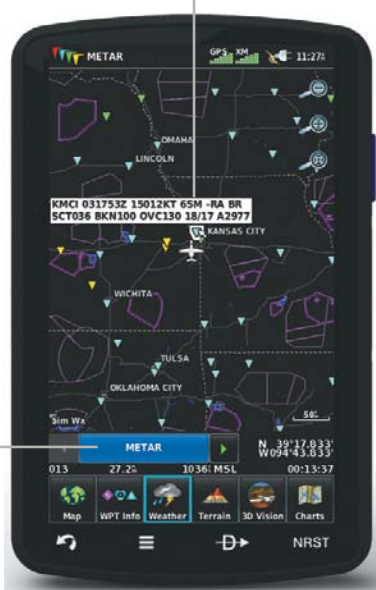 METAR
GPS XM 11:27
OMAHA
LINCOLN
KMCI 031753Z 15012KT 6SM -RA BR
SCT036 BKN100 OVC130 18/17 A2977
KANSAS CITY
WICHITA
TULSA
OKLAHOMA CITY
Sim Wx
METAR
N 39°17.833'
W094°43.833'
013 27.2 1036 MSL 00:13:37
Map WPT Info Weather Terrain 3D Vision Charts
D NRST